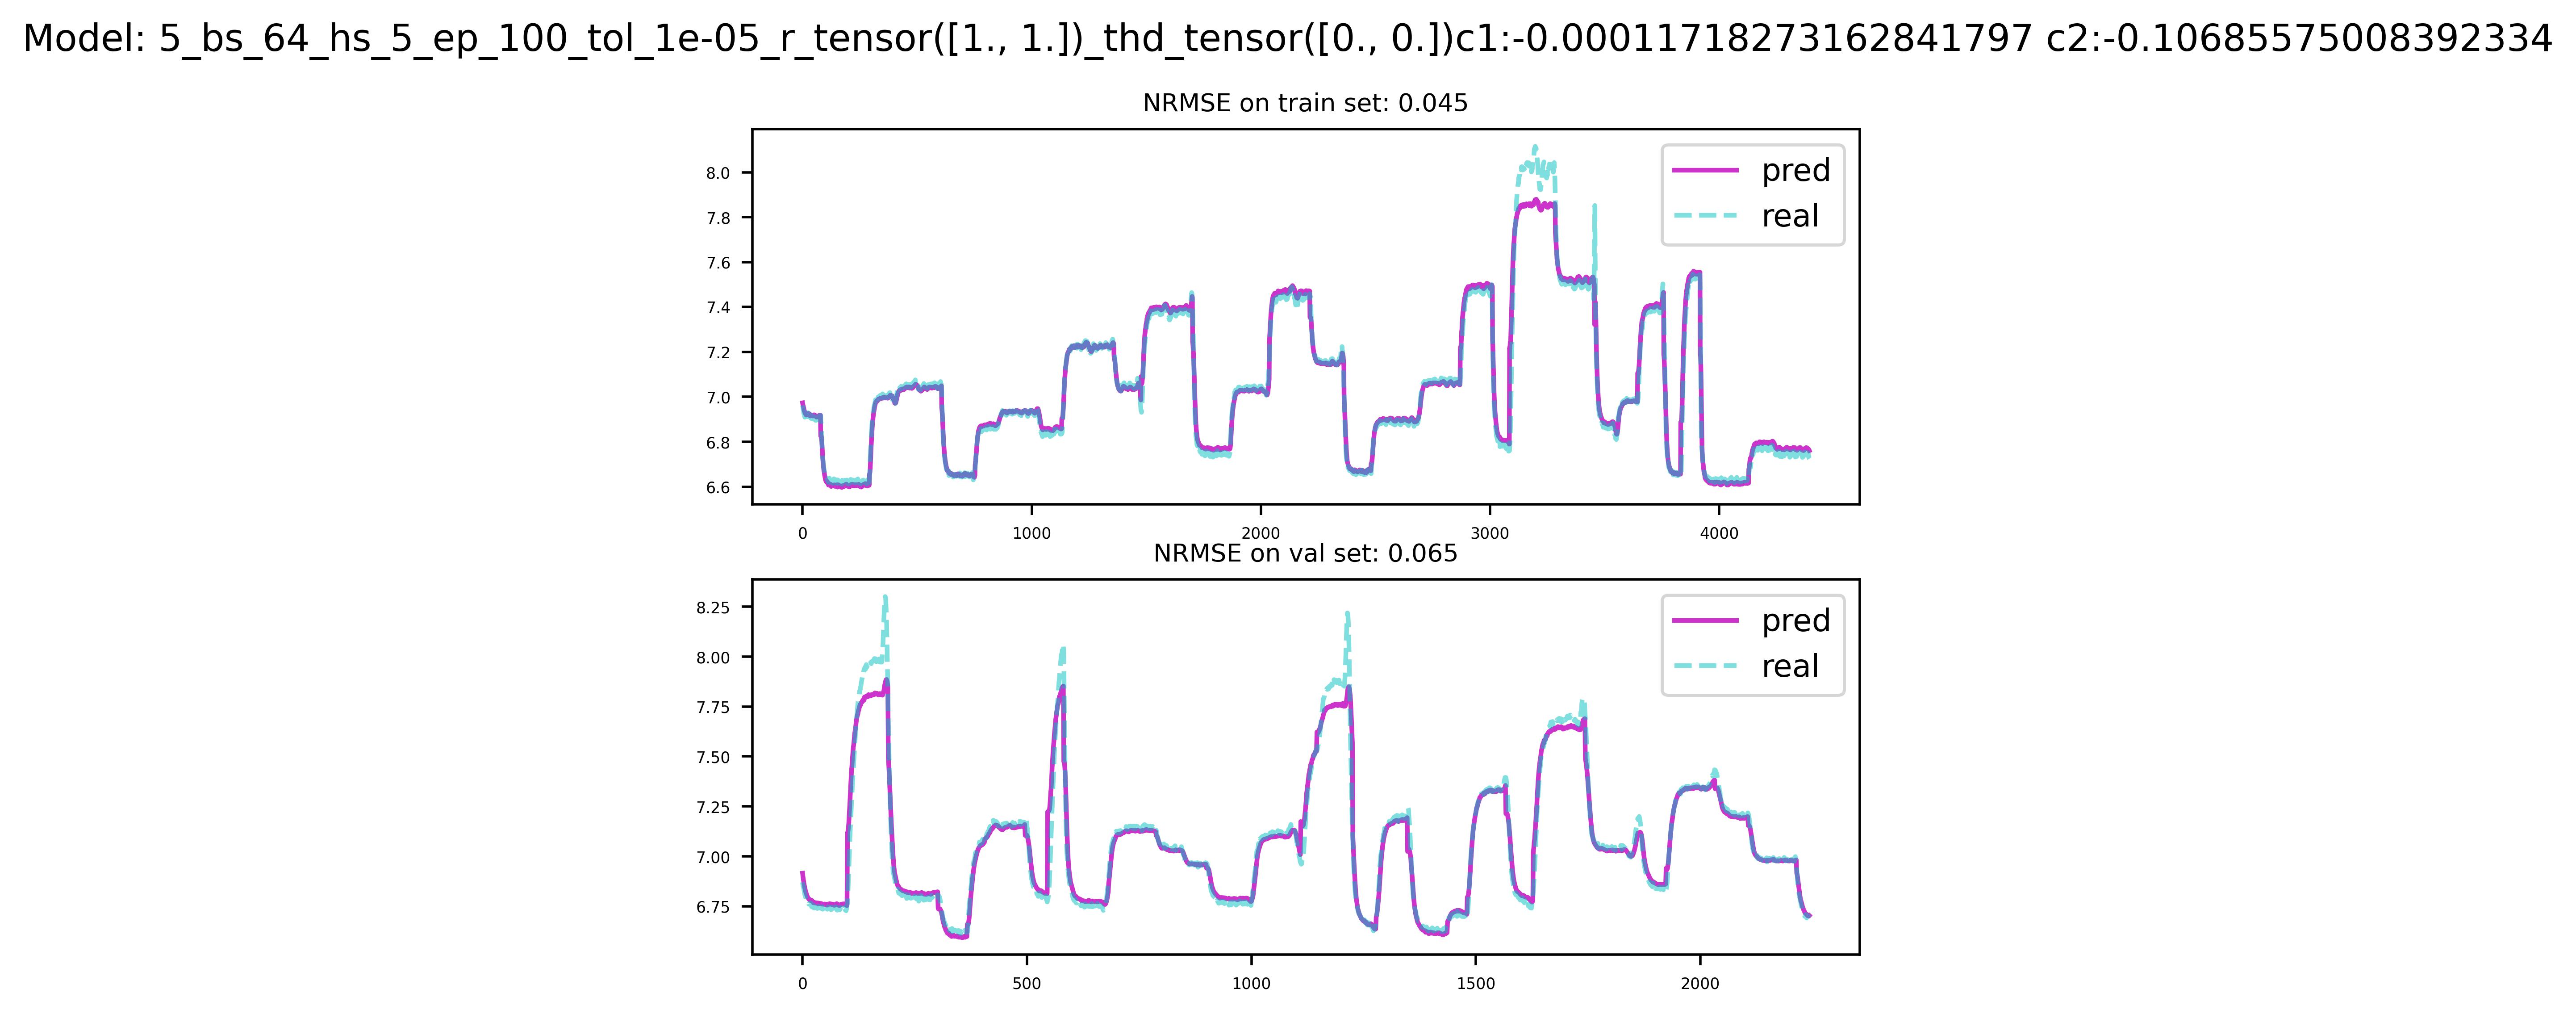 Model: 5_bs_64_hs_5_ep_100_tol_1e-05_r_tensor([1., 1.])_thd_tensor([0., 0.])c1:-0.00011718273162841797 c2:-0.10685575008392334
NRMSE on train set: 0.045
8.0
7.8
7.6
7.4
7.2
7.0
6.8
6.6
pred
real
0 1000 2000 3000 4000
NRMSE on val set: 0.065
8.25
8.00
7.75
7.50
7.25
7.00
6.75
pred
real
0 500 1000 1500 2000